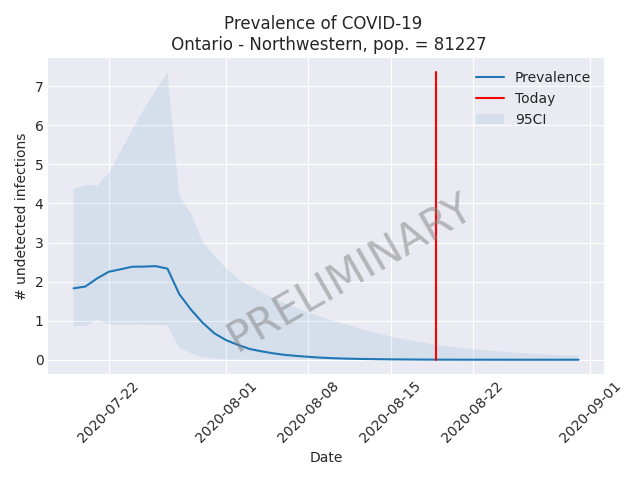 Prevalence of COVID-19
Ontario - Northwestern, pop. = 81227
Prevalence
Today
95CI
PRELIMINARY
# undetected infections
7
6
5
4
3
2
1
0
2020-07-22
2020-08-01
2020-08-08
2020-08-15
2020-08-22
2020-09-01
Date